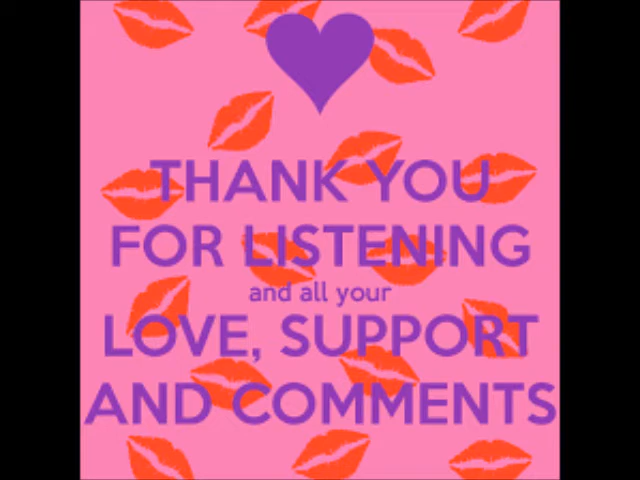 THANK YOU
FOR LISTENING
and all your
LOVE, SUPPORT
AND COMMENTS